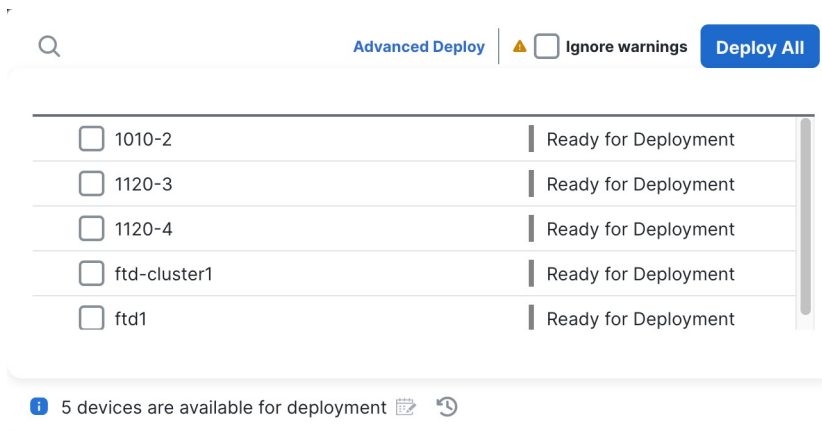 Advanced Deploy Ignore warnings Deploy All
1010-2 Ready for Deployment
1120-3 Ready for Deployment
1120-4 Ready for Deployment
ftd-cluster1 Ready for Deployment
ftd1 Ready for Deployment
5 devices are available for deployment